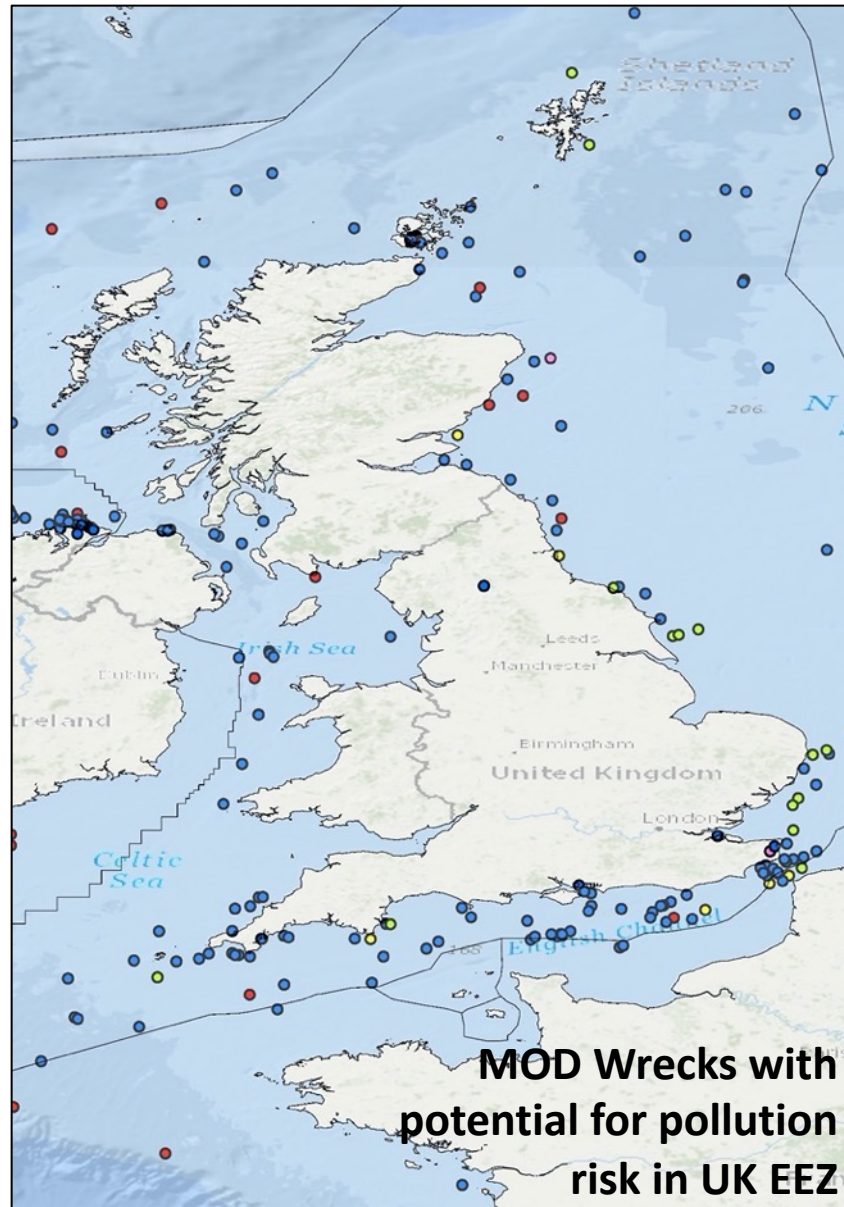 Shetland
Islands
206
N
Irish Sea
Leeds
Dublin
Manchester
Ireland
Birmingham
United Kingdom
London
Celtic
Sea
168
English Channel
MOD Wrecks with
potential for pollution
risk in UK EEZ